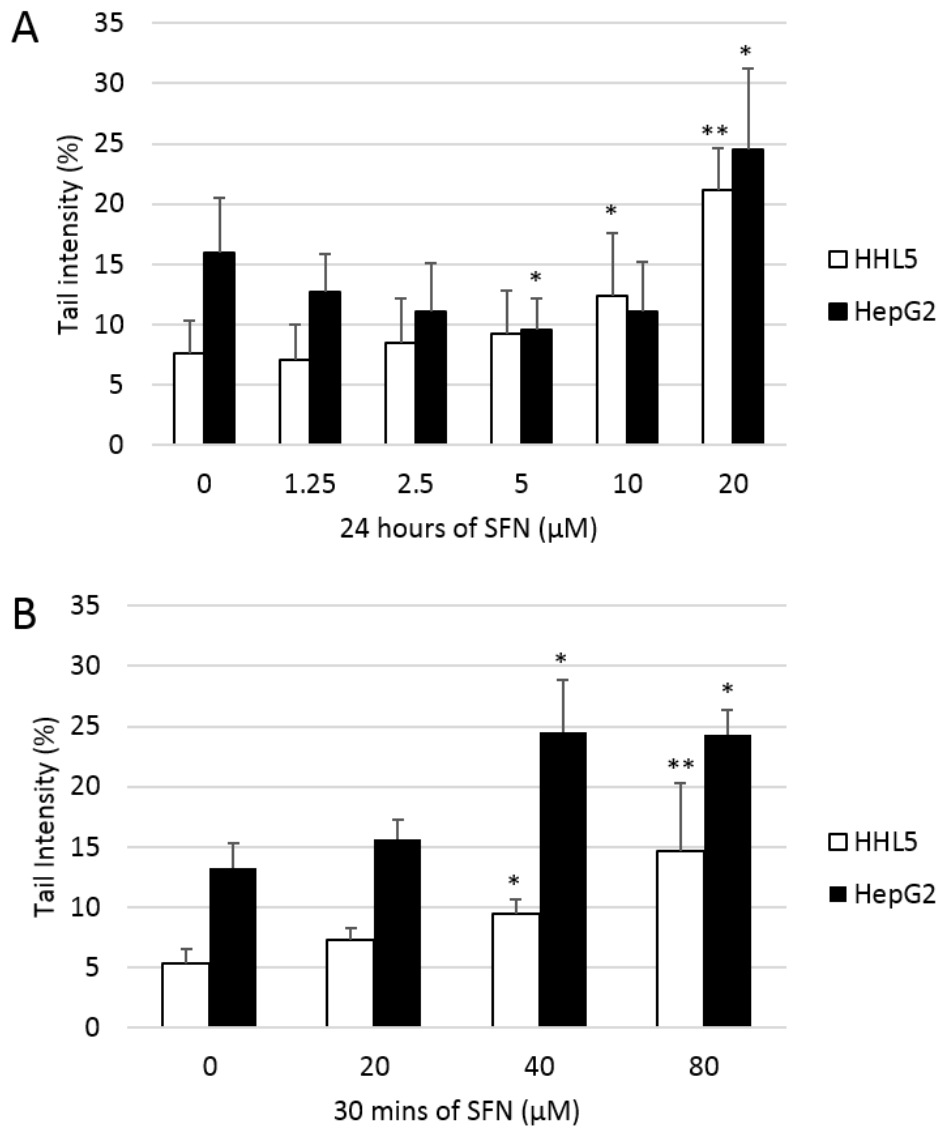 A
35
30
25
20
15
10
5
0
Tail intensity (%)
* ** * * *
0 1.25 2.5 5 10 20
24 hours of SFN (µM)
HHL5
HepG2
B
35
30
25
20
15
10
5
0
Tail Intensity (%)
* * ** *
0 20 40 80
30 mins of SFN (µM)
HHL5
HepG2